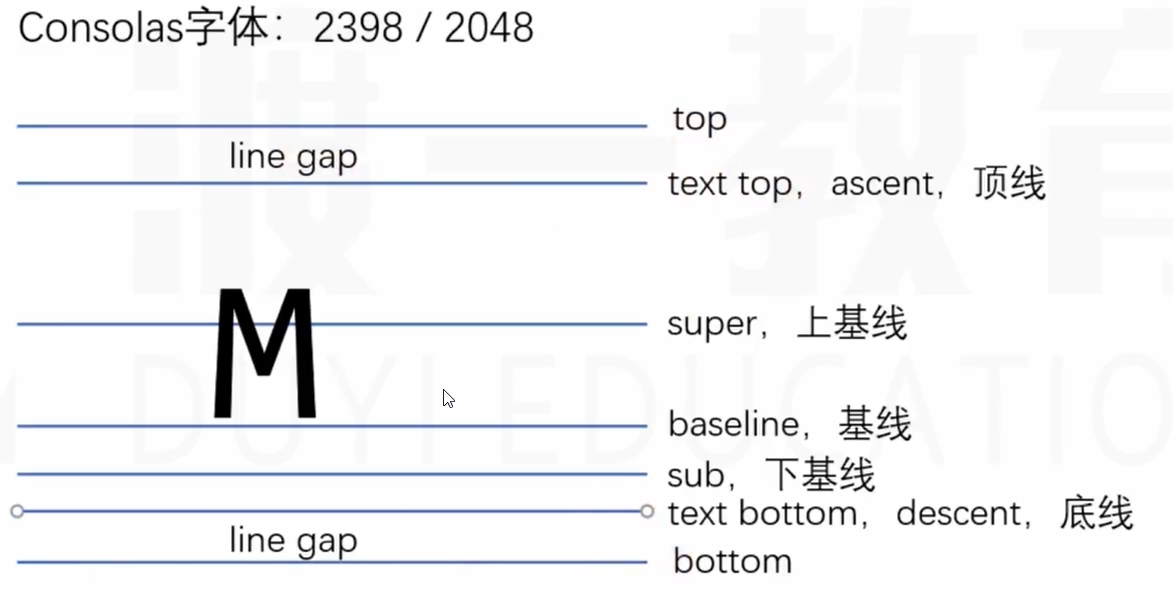 Consolas字体：2398 / 2048
top
line gap
text top，ascent，顶线
M
super，上基线
baseline，基线
sub，下基线
text bottom，descent，底线
line gap
bottom
渡一教育
DUYI EDUCATIO